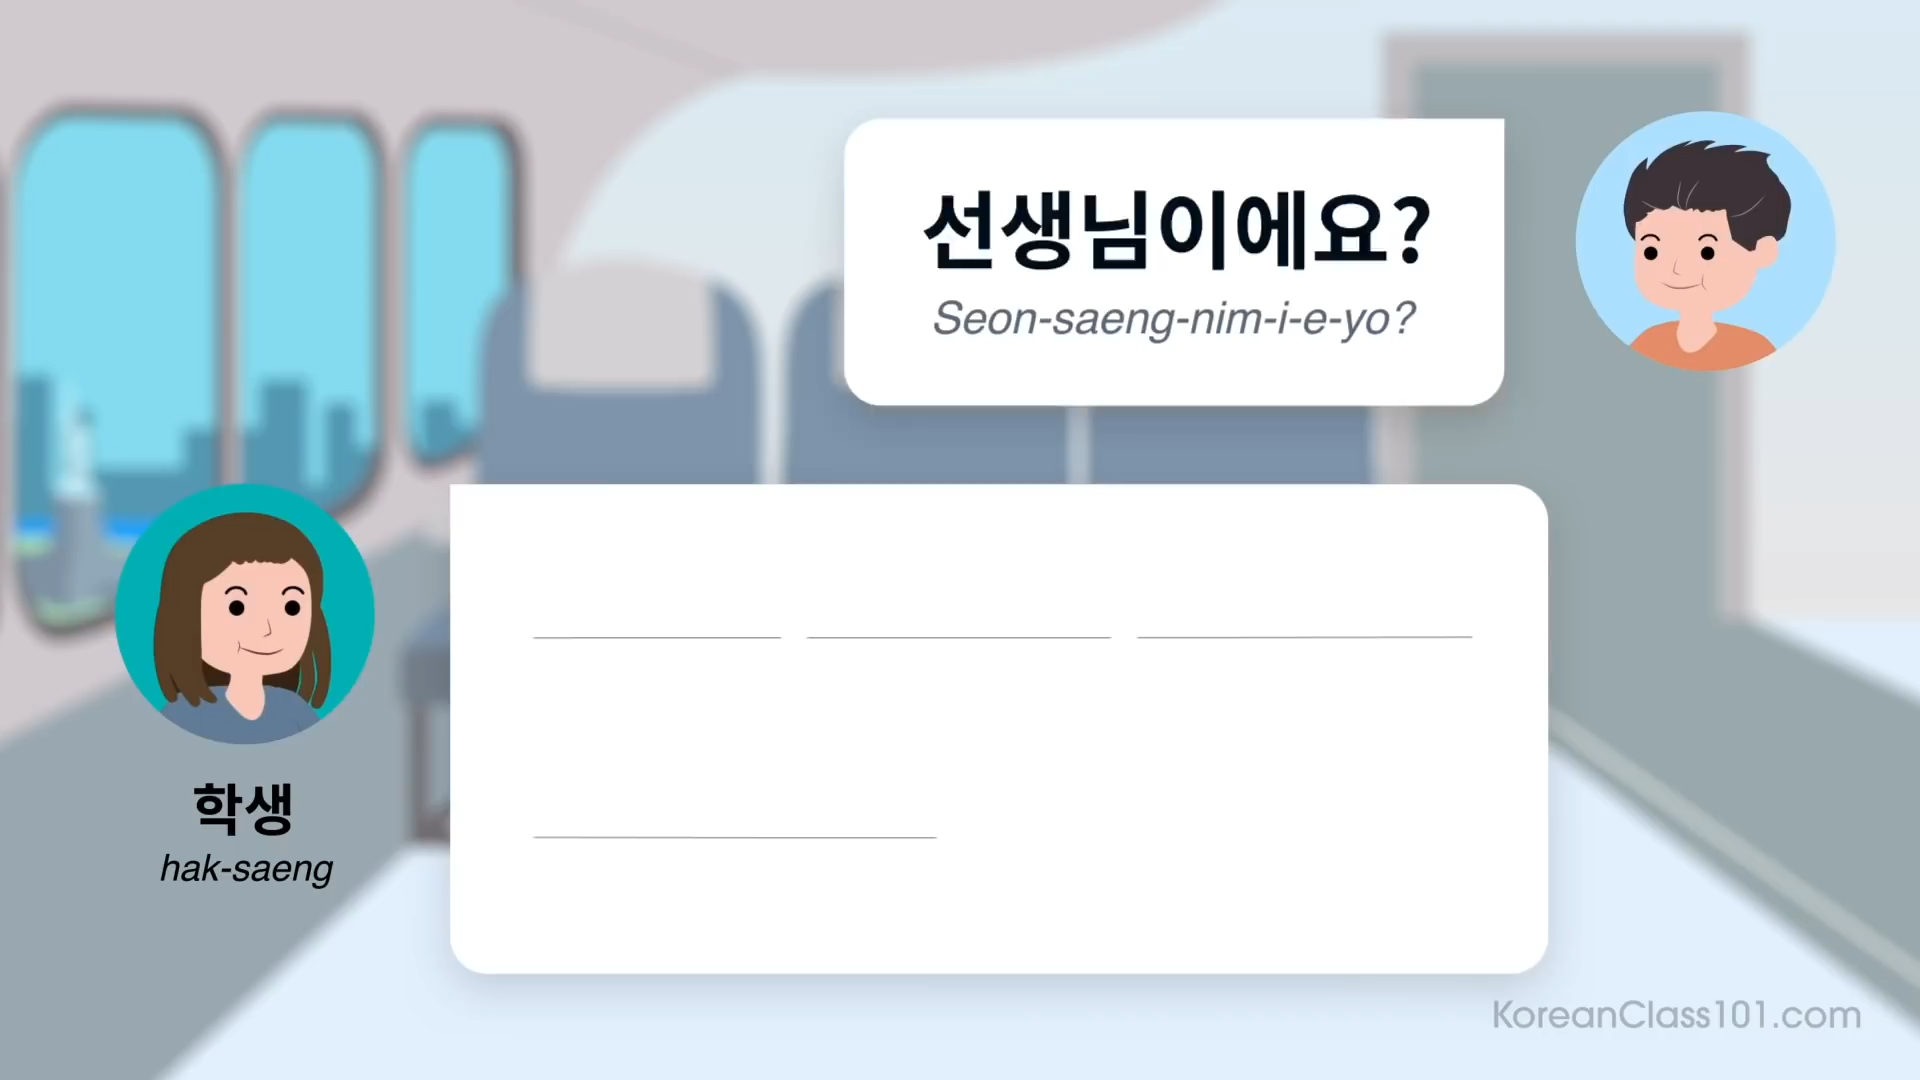 선생님이에요?
Seon-saeng-nim-i-e-yo?
학생
hak-saeng
KoreanClass101.com